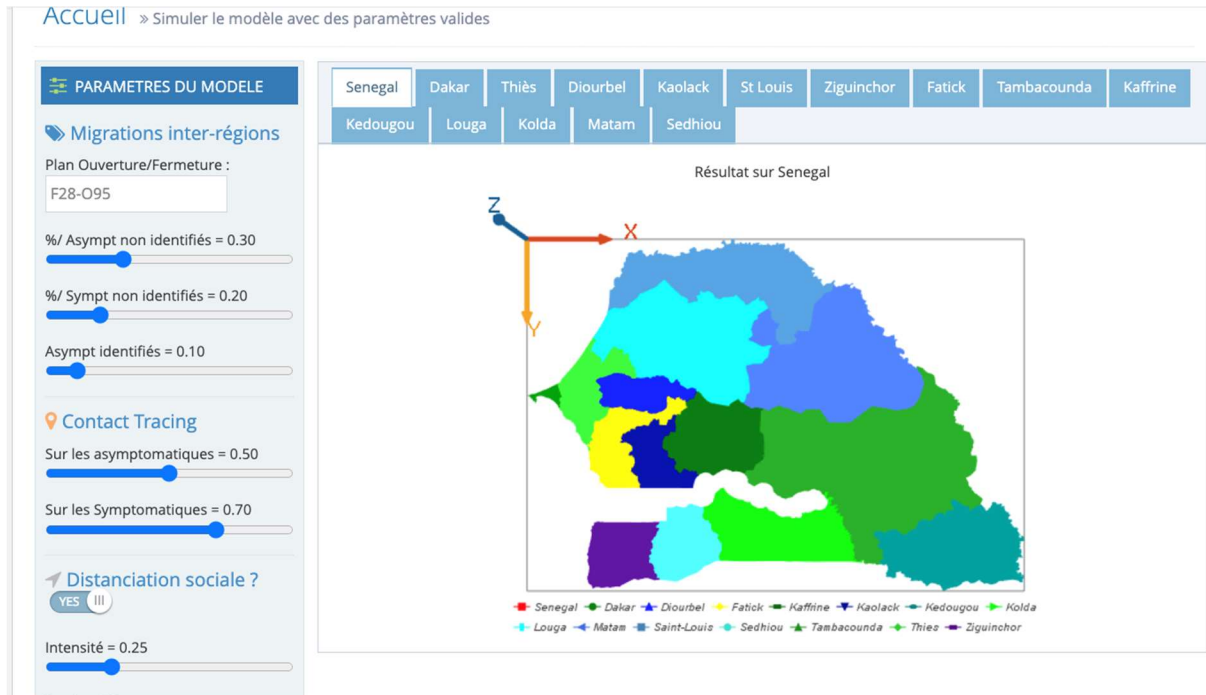 Accueil » Simuler le modèle avec des paramètres valides
PARAMETRES DU MODELE
Migrations inter-régions
Plan Ouverture/Fermeture :
F28-O95
%/ Asympt non identifiés = 0.30
%/ Sympt non identifiés = 0.20
Asympt identifiés = 0.10
Contact Tracing
Sur les asymptomatiques = 0.50
Sur les Symptomatiques = 0.70
Distanciation sociale ?
YES
Intensité = 0.25
Senegal Dakar Thiès Diourbel Kaolack St Louis Ziguinchor Fatick Tambacounda Kaffrine
Kedougou Louga Kolda Matam Sedhiou
Résultat sur Senegal
Z
X
Y
Senegal Dakar Diourbel Fatick Kaffrine Kaolack Kedougou Kolda
Louga Matam Saint-Louis Sedhiou Tambacounda Thies Ziguinchor